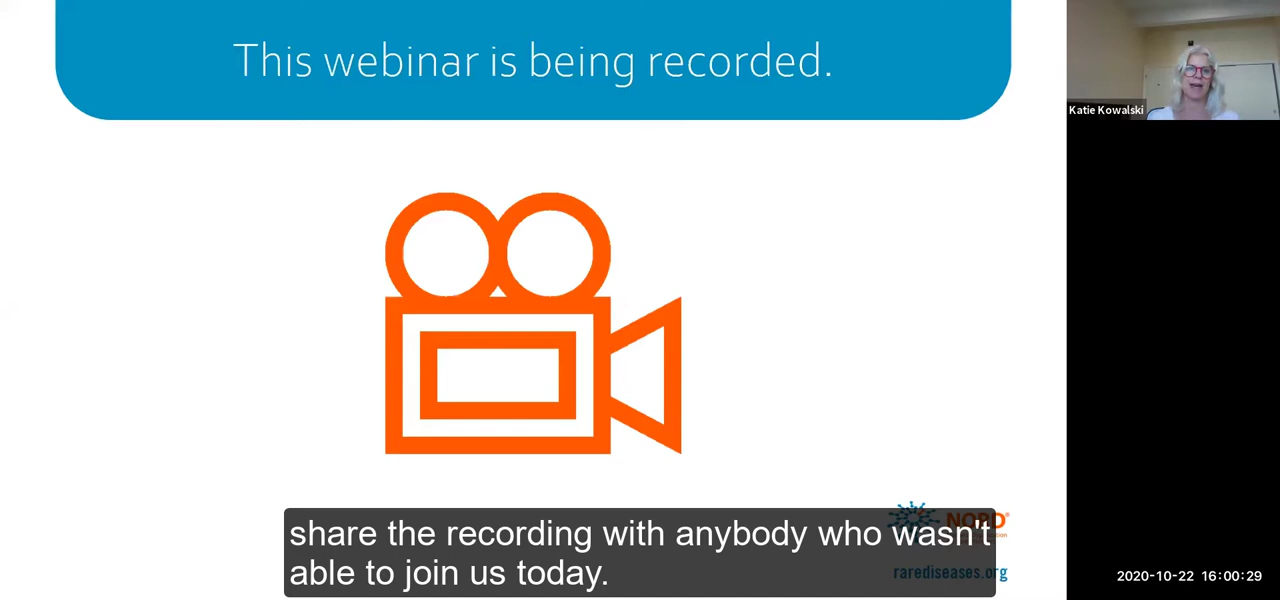 This webinar is being recorded.
Katie Kowalski
NORD®
share the recording with anybody who wasn't
able to join us today.
rarediseases.org
2020-10-22 16:00:29